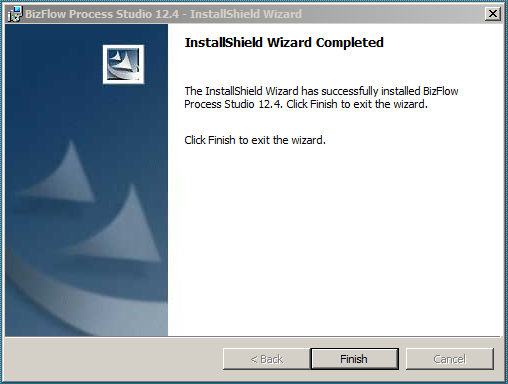 BizFlow Process Studio 12.4 - InstallShield Wizard
InstallShield Wizard Completed
The InstallShield Wizard has successfully installed BizFlow
Process Studio 12.4. Click Finish to exit the wizard.
Click Finish to exit the wizard.
< Back
Finish
Cancel